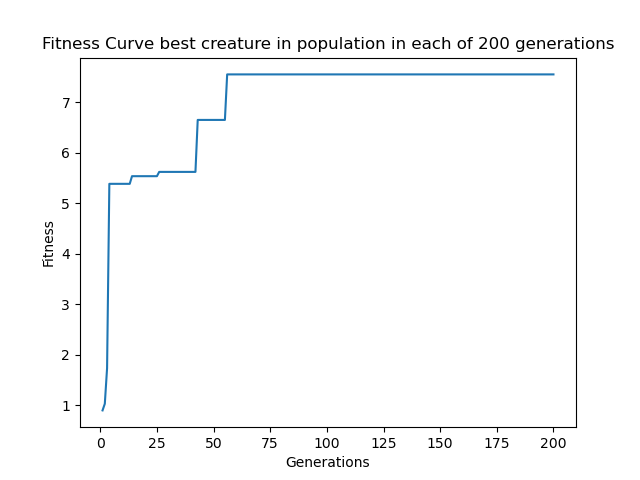 Fitness Curve best creature in population in each of 200 generations
7
6
5
4
3
2
1
Fitness
0 25 50 75 100 125 150 175 200
Generations